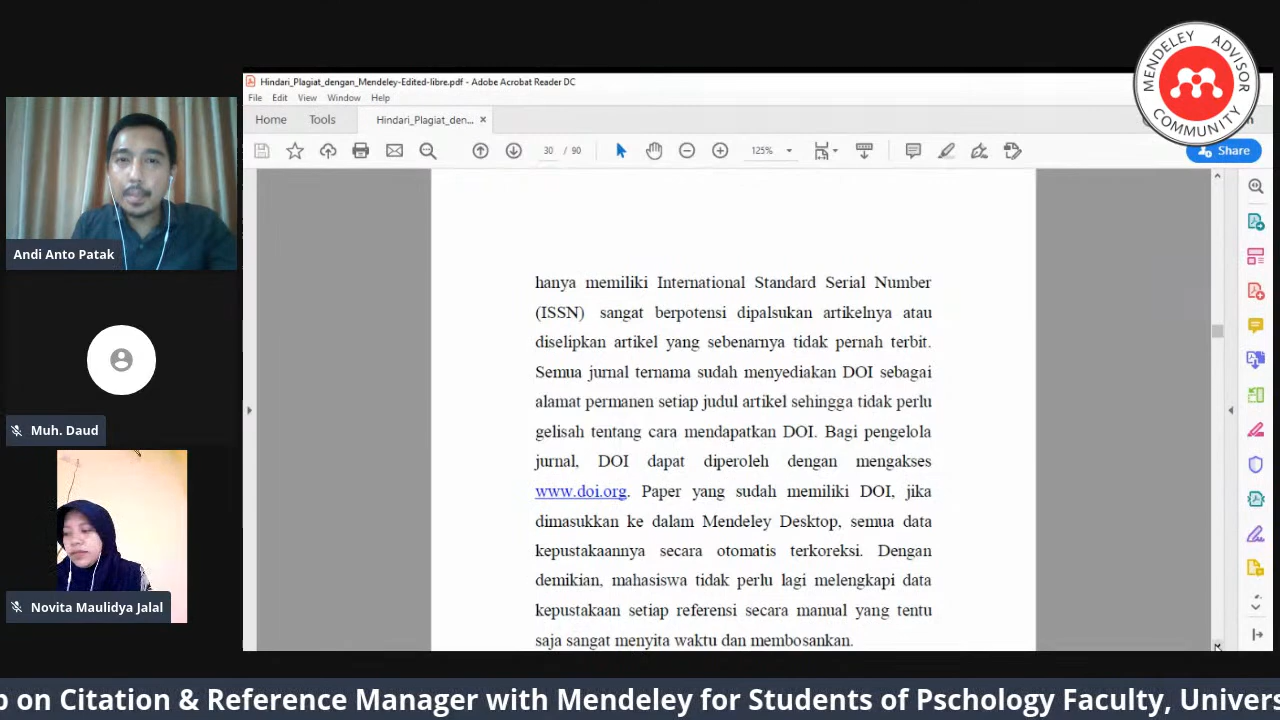 MENDELEY ADVISOR COMMUNITY
Hindari_Plagiat_dengan_Mendeley-Edited-libre.pdf - Adobe Acrobat Reader DC
File Edit View Window Help
Home Tools Hindari_Plagiat_den... ×
30 / 90 125%
Share
Andi Anto Patak
Muh. Daud
Novita Maulidya Jalal
hanya memiliki International Standard Serial Number
(ISSN) sangat berpotensi dipalsukan artikelnya atau
diselipkan artikel yang sebenarnya tidak pernah terbit.
Semua jurnal ternama sudah menyediakan DOI sebagai
alamat permanen setiap judul artikel sehingga tidak perlu
gelisah tentang cara mendapatkan DOI. Bagi pengelola
jurnal, DOI dapat diperoleh dengan mengakses
www.doi.org. Paper yang sudah memiliki DOI, jika
dimasukkan ke dalam Mendeley Desktop, semua data
kepustakaannya secara otomatis terkoreksi. Dengan
demikian, mahasiswa tidak perlu lagi melengkapi data
kepustakaan setiap referensi secara manual yang tentu
saja sangat menyita waktu dan membosankan.
on Citation & Reference Manager with Mendeley for Students of Pschology Faculty,